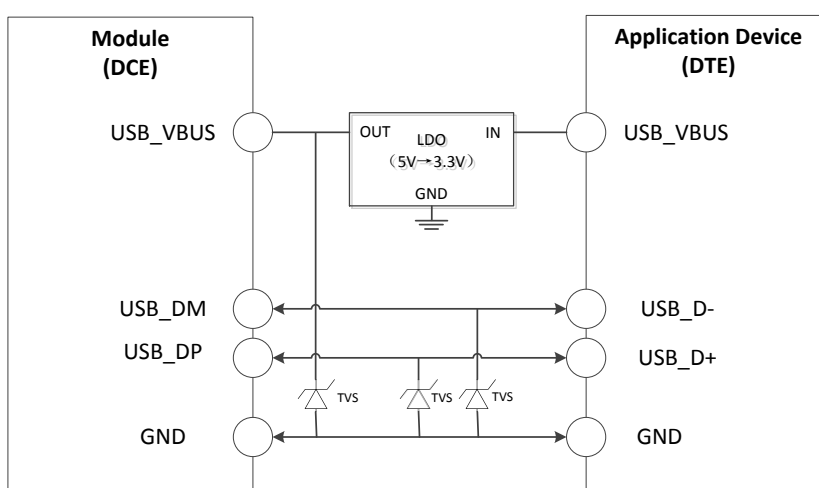 Module
(DCE)
Application Device
(DTE)
USB_VBUS
OUT
LDO
IN
(5V→3.3V)
GND
USB_VBUS
USB_DM
USB_D-
USB_DP
USB_D+
TVS
TVS
TVS
GND
GND